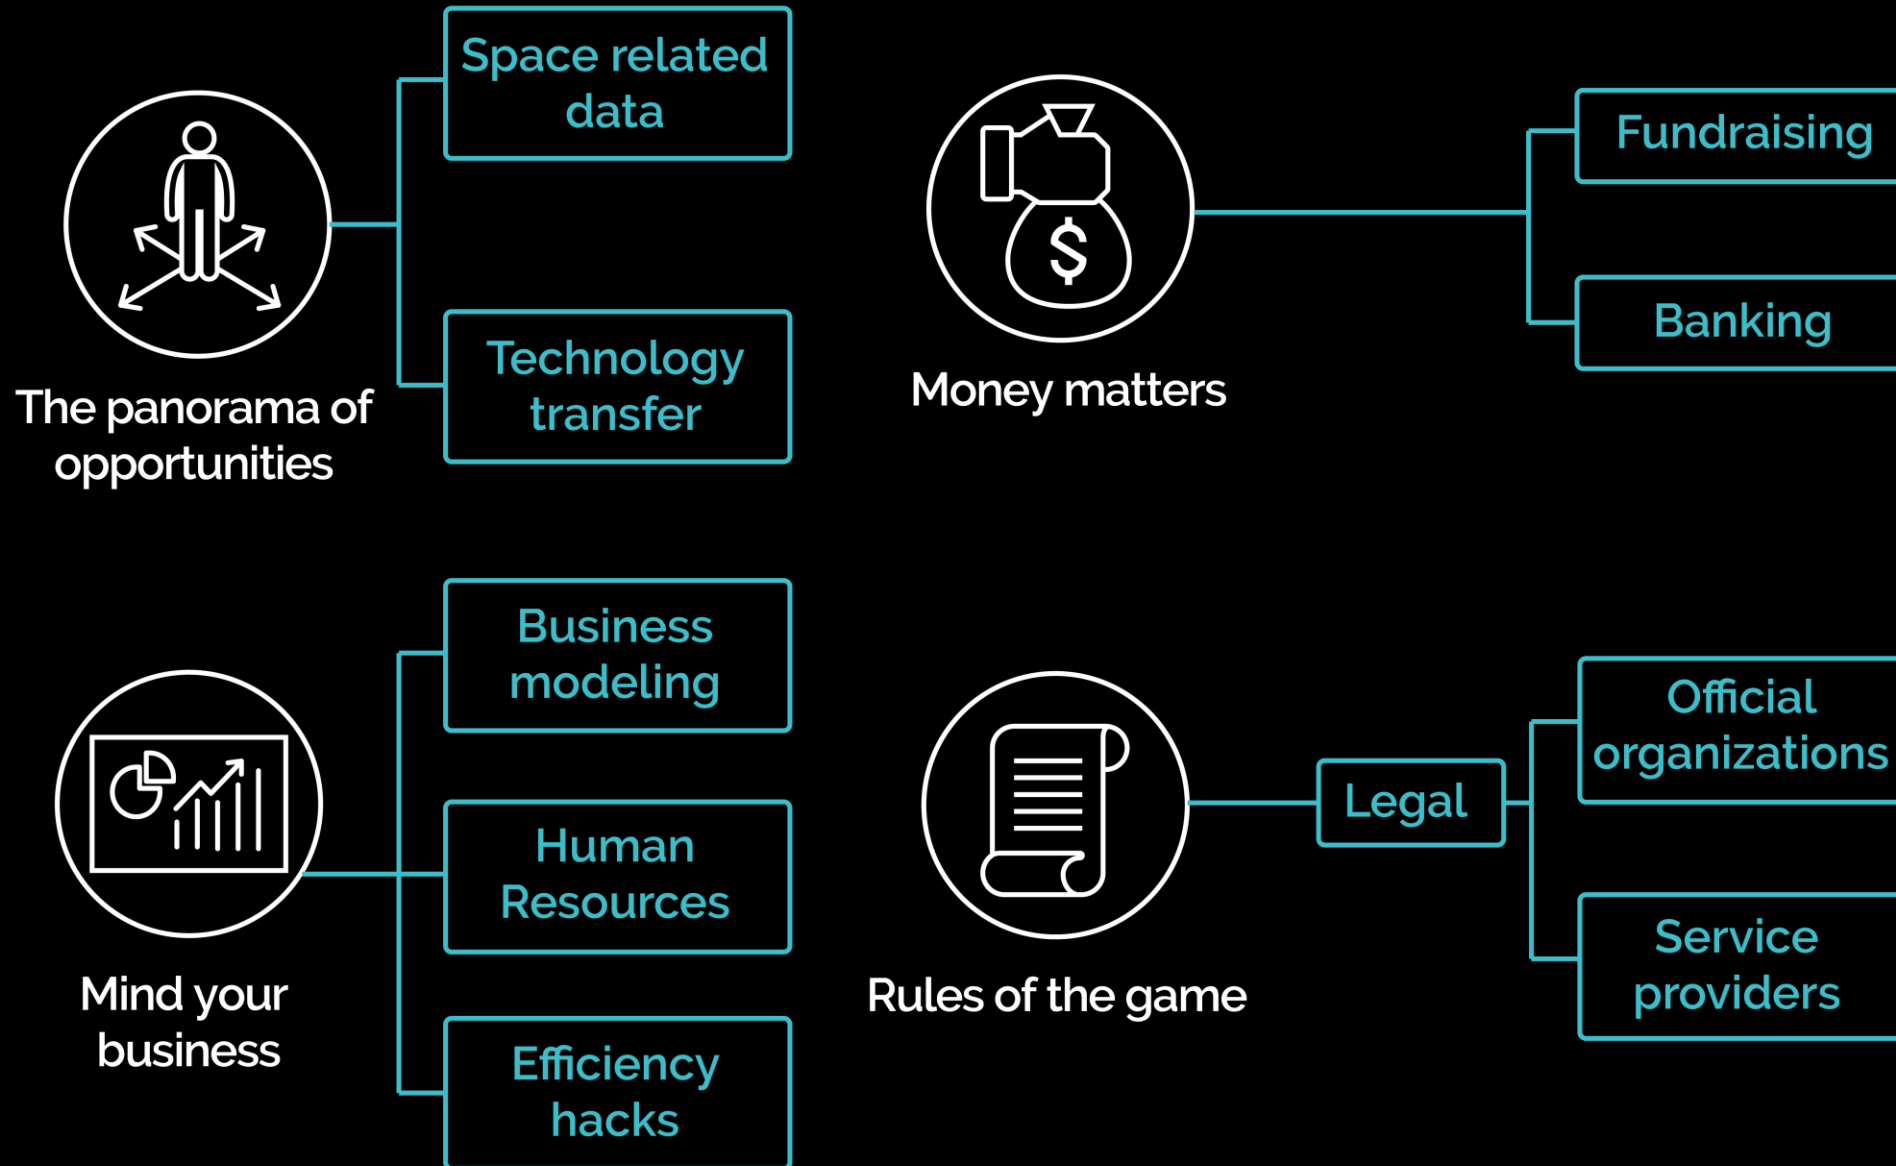 Space related
data
Technology
transfer
The panorama of
opportunities
$
Money matters
Fundraising
Banking
Business
modeling
Human
Resources
Efficiency
hacks
Mind your
business
Rules of the game
Legal
Official
organizations
Service
providers